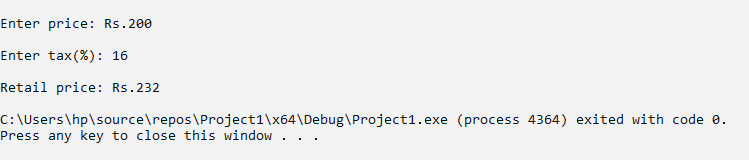 Enter price: Rs.200
Enter tax(%): 16
Retail price: Rs.232
C:\Users\hp\source\repos\Project1\x64\Debug\Project1.exe (process 4364) exited with code 0.
Press any key to close this window . . .